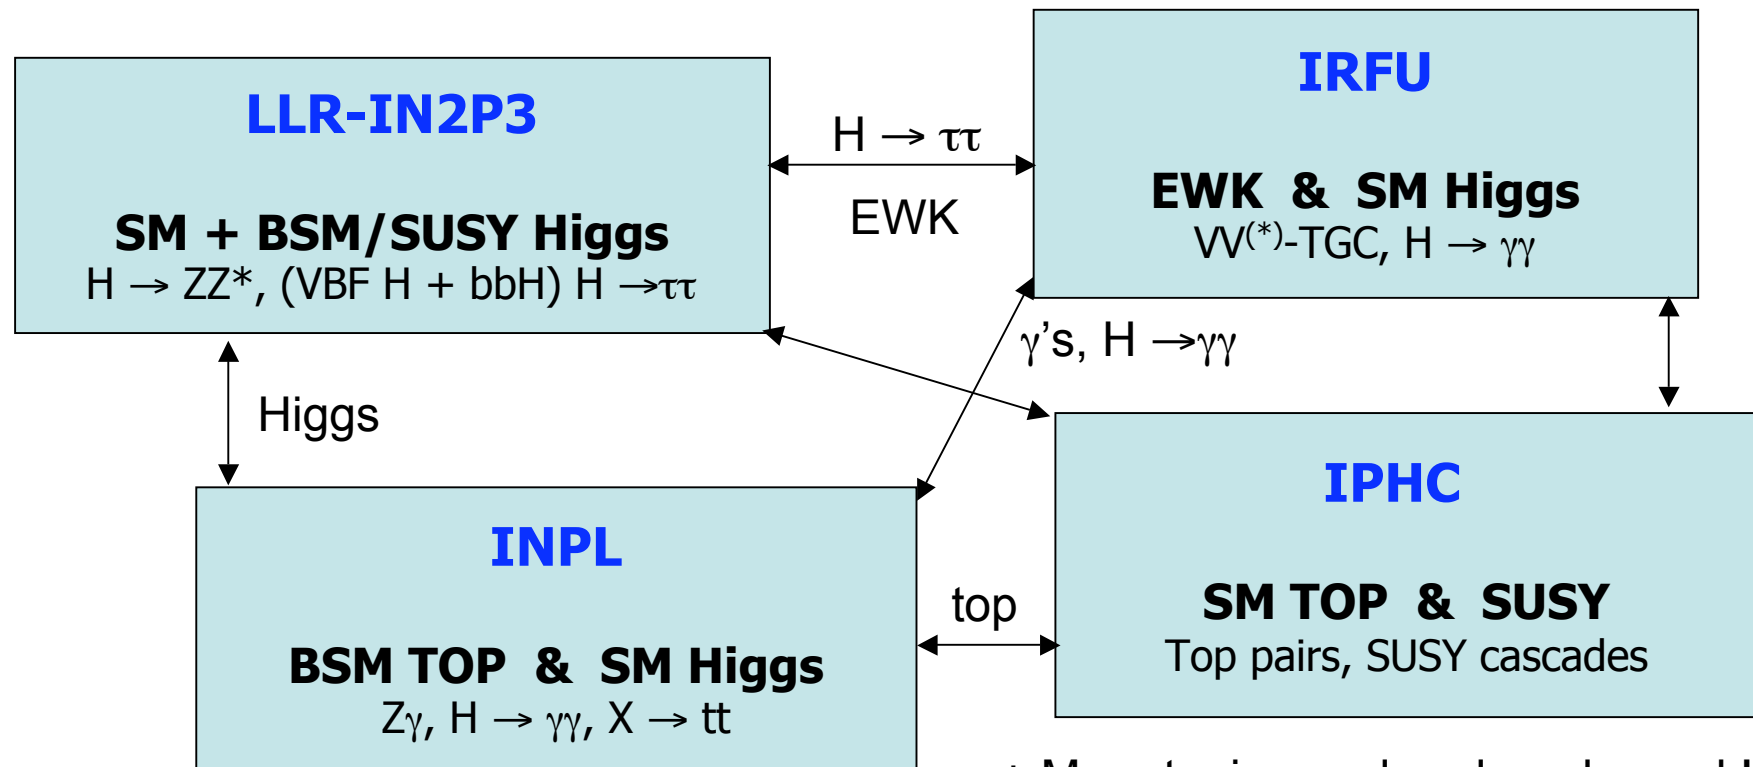 LLR-IN2P3
SM + BSM/SUSY Higgs
H → ZZ*, (VBF H + bbH) H →ττ
H → ττ
EWK
IRFU
EWK & SM Higgs
VV(*)-TGC, H → γγ
γ’s, H →γγ
Higgs
INPL
BSM TOP & SM Higgs
Zγ, H → γγ, X → tt
top
IPHC
SM TOP & SUSY
Top pairs, SUSY cascades